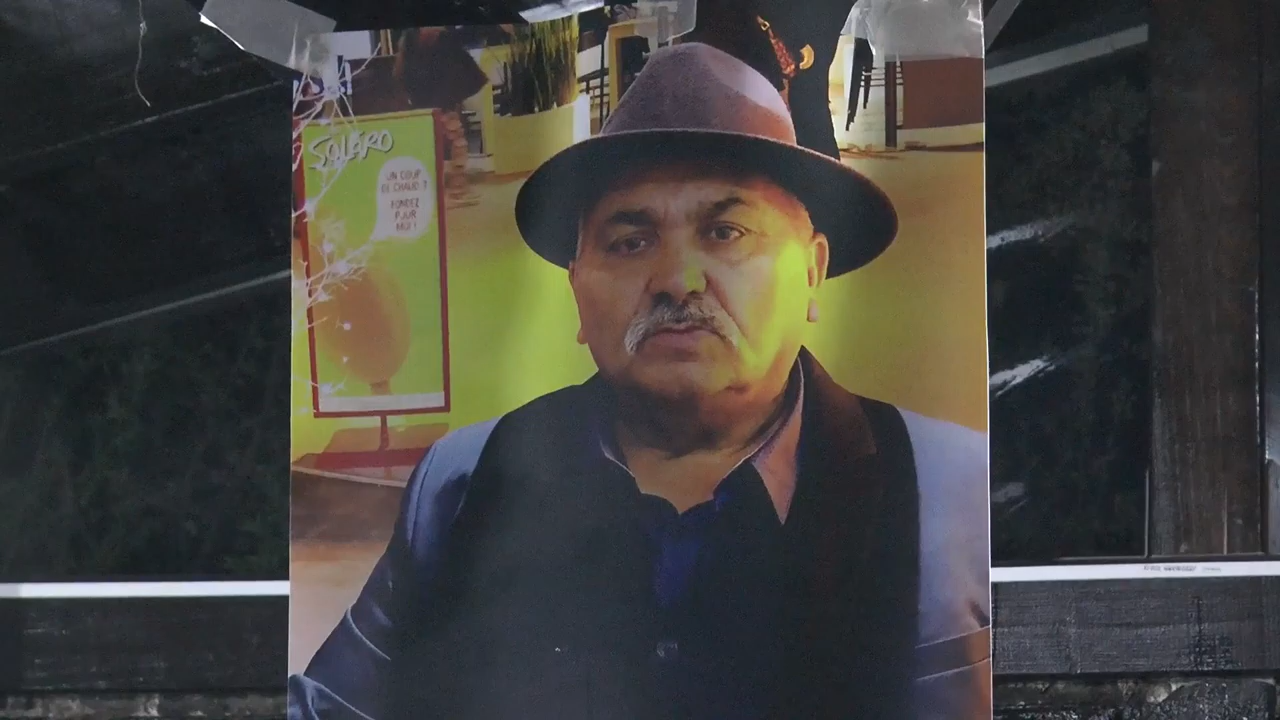 SOLERO
UN COUP
DE CHAUD ?
FONDEZ
POUR
MOI !